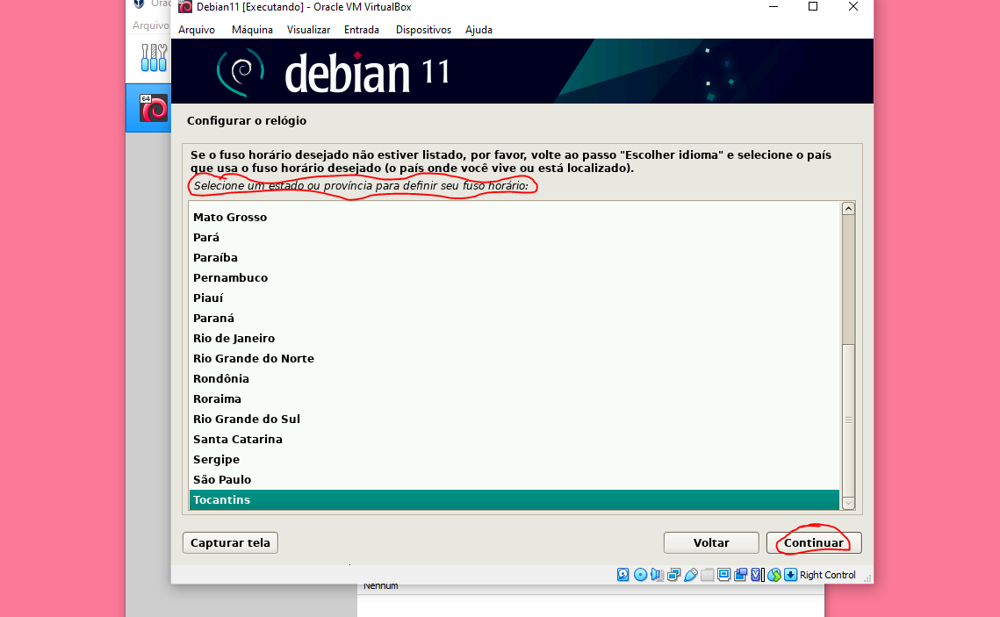 Orac
Debian11 [Executando] - Oracle VM VirtualBox
Arquivo
Arquivo Máquina Visualizar Entrada Dispositivos Ajuda
64
debian 11
Configurar o relógio
Se o fuso horário desejado não estiver listado, por favor, volte ao passo "Escolher idioma" e selecione o país
que usa o fuso horário desejado (o país onde você vive ou está localizado).
Selecione um estado ou província para definir seu fuso horário:
Mato Grosso
Pará
Paraíba
Pernambuco
Piauí
Paraná
Rio de Janeiro
Rio Grande do Norte
Rondônia
Roraima
Rio Grande do Sul
Santa Catarina
Sergipe
São Paulo
Tocantins
Capturar tela Voltar Continuar
Right Control
Nenhum